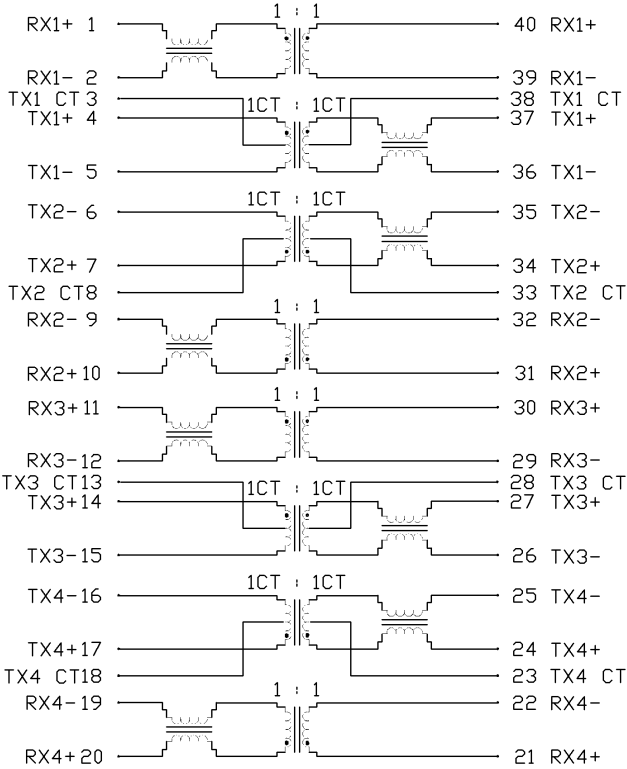 1 ¦ 1
RX1+ 1 40 RX1+
RX1- 2 39 RX1-
TX1 CT 3 1CT ¦ 1CT 38 TX1 CT
TX1+ 4 37 TX1+
TX1- 5 36 TX1-
1CT ¦ 1CT
TX2- 6 35 TX2-
TX2+ 7 34 TX2+
TX2 CT8 33 TX2 CT
1 ¦ 1
RX2- 9 32 RX2-
RX2+ 10 31 RX2+
1 ¦ 1
RX3+ 11 30 RX3+
RX3-12 29 RX3-
TX3 CT13 1CT ¦ 1CT 28 TX3 CT
TX3+14 27 TX3+
TX3-15 26 TX3-
1CT ¦ 1CT
TX4-16 25 TX4-
TX4+17 24 TX4+
TX4 CT18 23 TX4 CT
1 ¦ 1
RX4-19 22 RX4-
RX4+20 21 RX4+